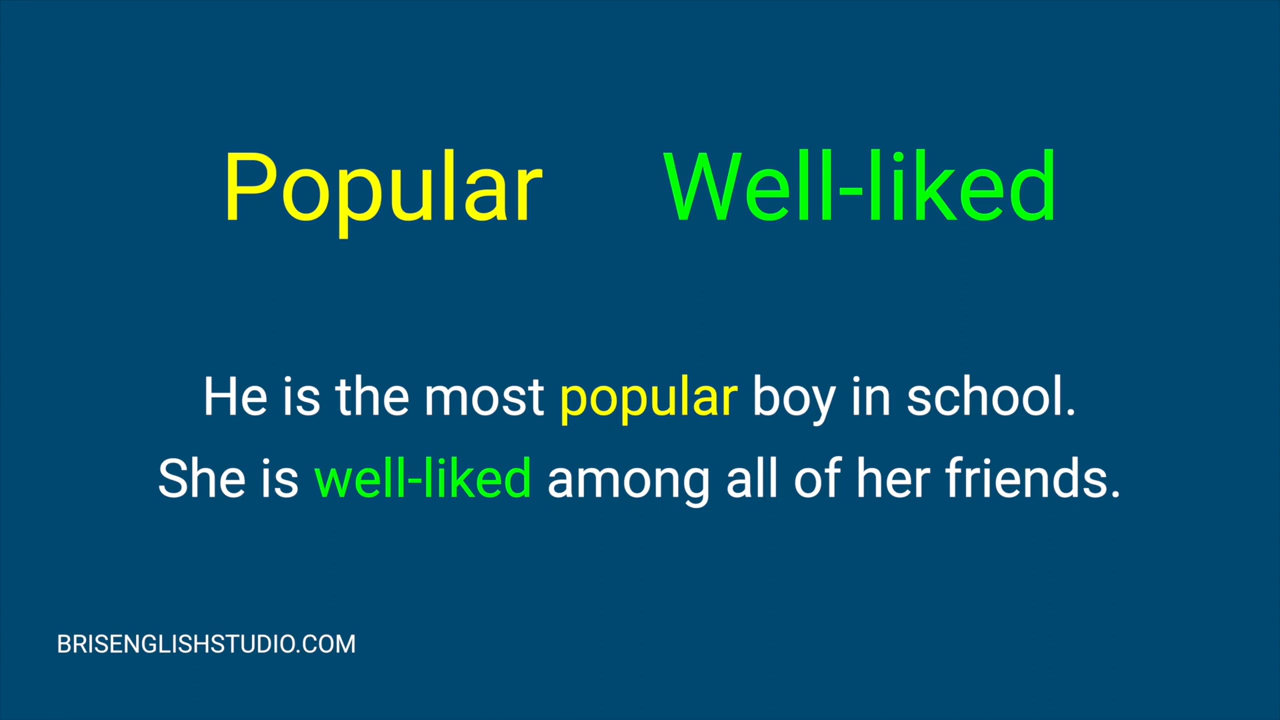 Popular Well-liked
He is the most popular boy in school.
She is well-liked among all of her friends.
BRISENGLISHSTUDIO.COM